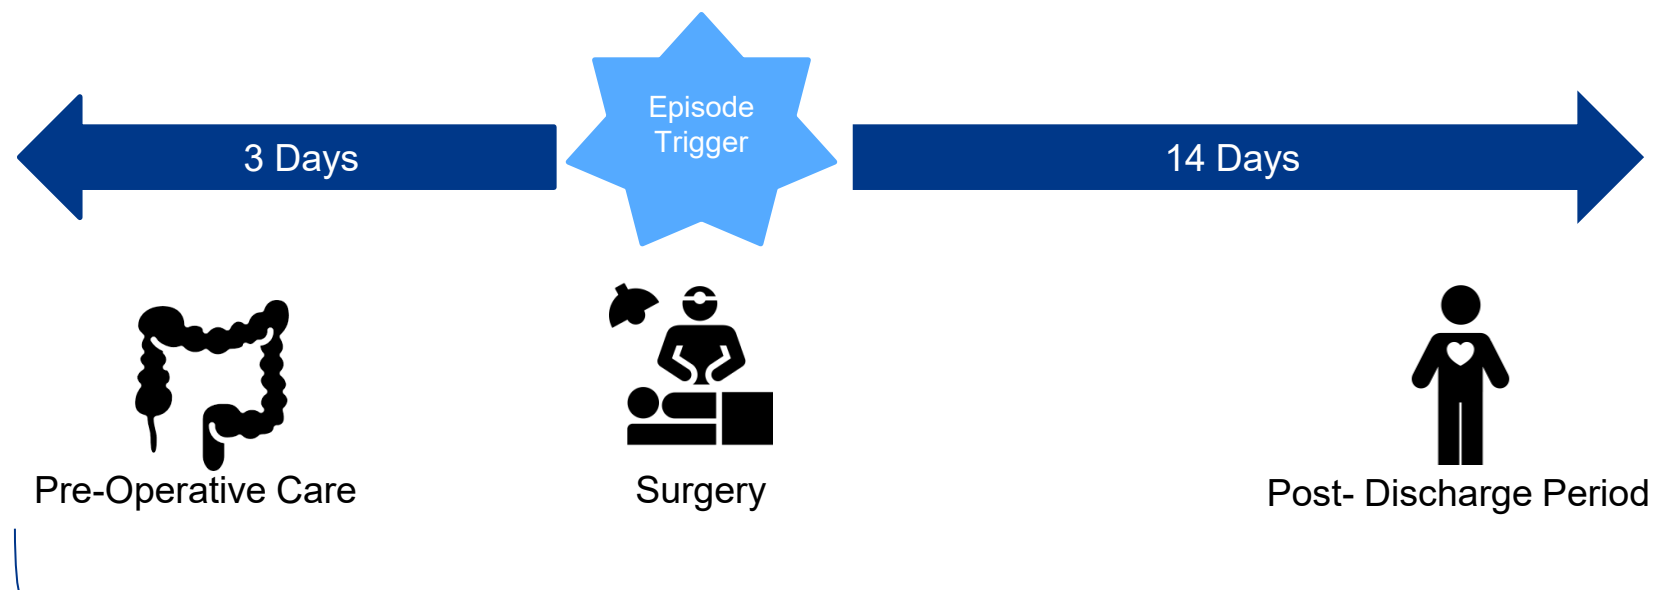 Episode
Trigger
3 Days
14 Days
Pre-Operative Care
Surgery
Post- Discharge Period